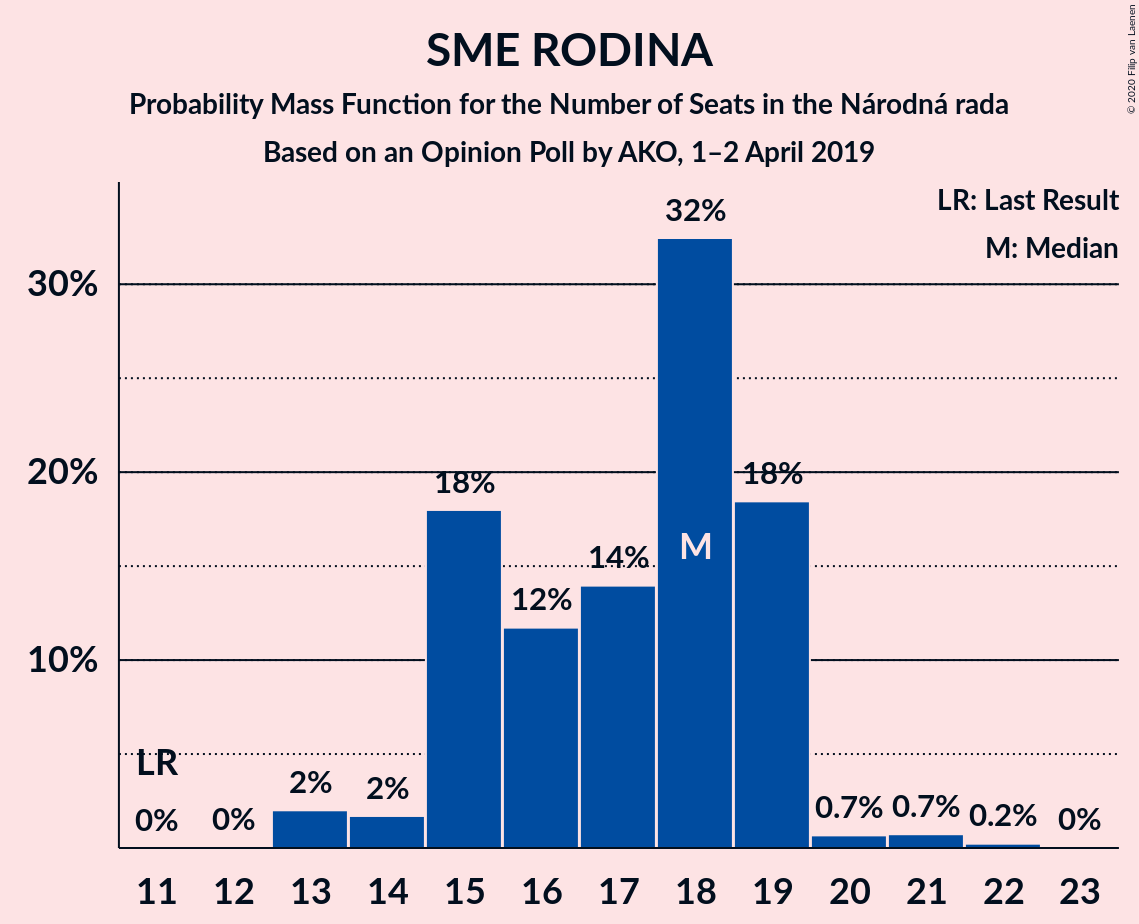 SME RODINA
Probability Mass Function for the Number of Seats in the Národná rada
Based on an Opinion Poll by AKO, 1–2 April 2019
© 2020 Filip van Laenen
LR: Last Result
M: Median
30%
20%
10%
LR
0%
0%
2%
2%
18%
12%
14%
32%
M
18%
0.7%
0.7%
0.2%
0%
11 12 13 14 15 16 17 18 19 20 21 22 23